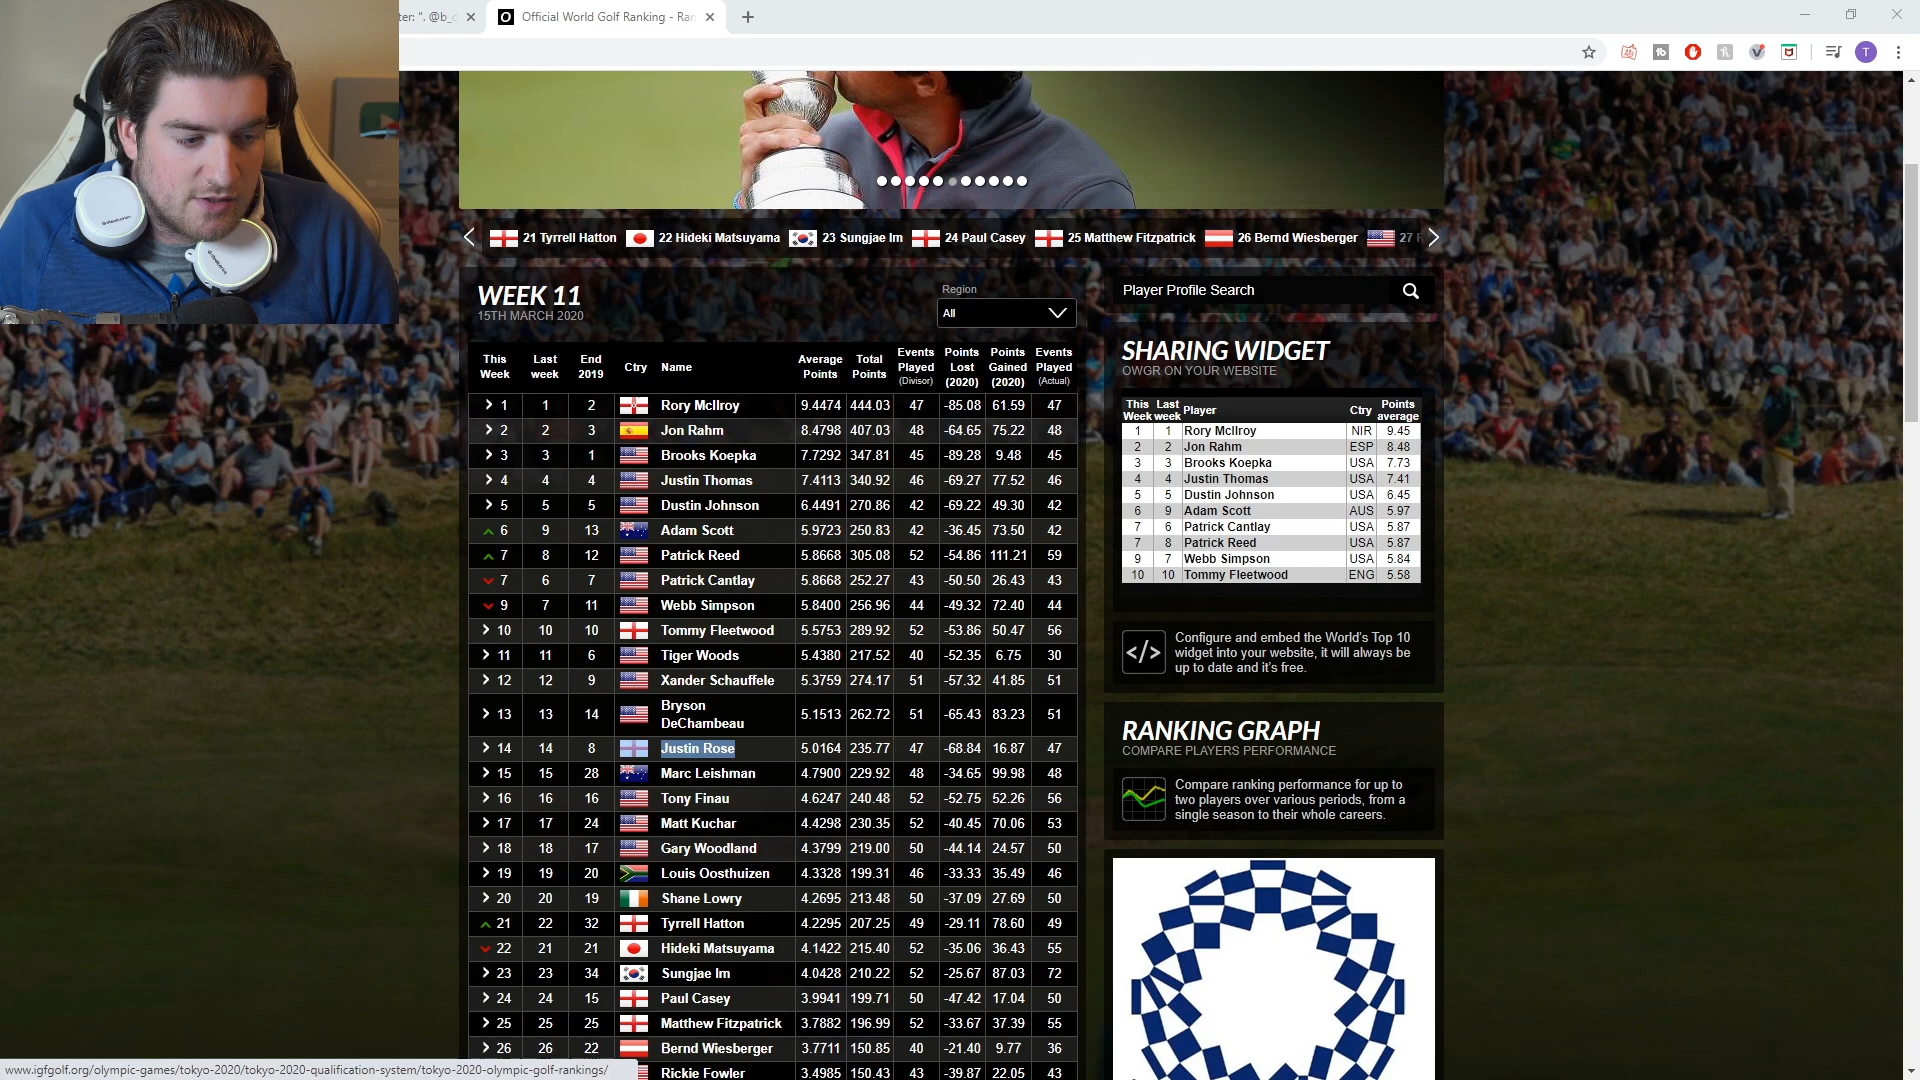 ter: ". @b_
Official World Golf Ranking - Ran
T
21 Tyrrell Hatton 22 Hideki Matsuyama 23 Sungjae Im 24 Paul Casey 25 Matthew Fitzpatrick 26 Bernd Wiesberger 27
WEEK 11
15TH MARCH 2020
Region
All
This Week Last week End 2019 Ctry Name Average Points Total Points Events Played (Divisor) Points Lost (2020) Points Gained (2020) Events Played (Actual)
1 1 2 Rory McIlroy 9.4474 444.03 47 -85.08 61.59 47
2 2 3 Jon Rahm 8.4798 407.03 48 -64.65 75.22 48
3 3 1 Brooks Koepka 7.7292 347.81 45 -89.28 9.48 45
4 4 4 Justin Thomas 7.4113 340.92 46 -69.27 77.52 46
5 5 5 Dustin Johnson 6.4491 270.86 42 -69.22 49.30 42
6 9 13 Adam Scott 5.9723 250.83 42 -36.45 73.50 42
7 8 12 Patrick Reed 5.8668 305.08 52 -54.86 111.21 59
7 6 7 Patrick Cantlay 5.8668 252.27 43 -50.50 26.43 43
9 7 11 Webb Simpson 5.8400 256.96 44 -49.32 72.40 44
10 10 10 Tommy Fleetwood 5.5753 289.92 52 -53.86 50.47 56
11 11 6 Tiger Woods 5.4380 217.52 40 -52.35 6.75 30
12 12 9 Xander Schauffele 5.3759 274.17 51 -57.32 41.85 51
13 13 14 Bryson DeChambeau 5.1513 262.72 51 -65.43 83.23 51
14 14 8 Justin Rose 5.0164 235.77 47 -68.84 16.87 47
15 15 28 Marc Leishman 4.7900 229.92 48 -34.65 99.98 48
16 16 16 Tony Finau 4.6247 240.48 52 -52.75 52.26 56
17 17 24 Matt Kuchar 4.4298 230.35 52 -40.45 70.06 53
18 18 17 Gary Woodland 4.3799 219.00 50 -44.14 24.57 50
19 19 20 Louis Oosthuizen 4.3328 199.31 46 -33.33 35.49 46
20 20 19 Shane Lowry 4.2695 213.48 50 -37.09 27.69 50
21 22 32 Tyrrell Hatton 4.2295 207.25 49 -29.11 78.60 49
22 21 21 Hideki Matsuyama 4.1422 215.40 52 -35.06 36.43 55
23 23 34 Sungjae Im 4.0428 210.22 52 -25.67 87.03 72
24 24 15 Paul Casey 3.9941 199.71 50 -47.42 17.04 50
25 25 25 Matthew Fitzpatrick 3.7882 196.99 52 -33.67 37.39 55
26 26 22 Bernd Wiesberger 3.7711 150.85 40 -21.40 9.77 36
Rickie Fowler 3.4985 150.43 43 -39.87 22.05 43
Player Profile Search
SHARING WIDGET
OWGR ON YOUR WEBSITE
This Week Last week Player Ctry Points average
1 1 Rory McIlroy NIR 9.45
2 2 Jon Rahm ESP 8.48
3 3 Brooks Koepka USA 7.73
4 4 Justin Thomas USA 7.41
5 5 Dustin Johnson USA 6.45
6 9 Adam Scott AUS 5.97
7 6 Patrick Cantlay USA 5.87
7 8 Patrick Reed USA 5.87
9 7 Webb Simpson USA 5.84
10 10 Tommy Fleetwood ENG 5.58
</>
Configure and embed the World's Top 10
widget into your website, it will always be
up to date and it's free.
RANKING GRAPH
COMPARE PLAYERS PERFORMANCE
Compare ranking performance for up to
two players over various periods, from a
single season to their whole careers.
www.igfgolf.org/olympic-games/tokyo-2020/tokyo-2020-qualification-system/tokyo-2020-olympic-golf-rankings/